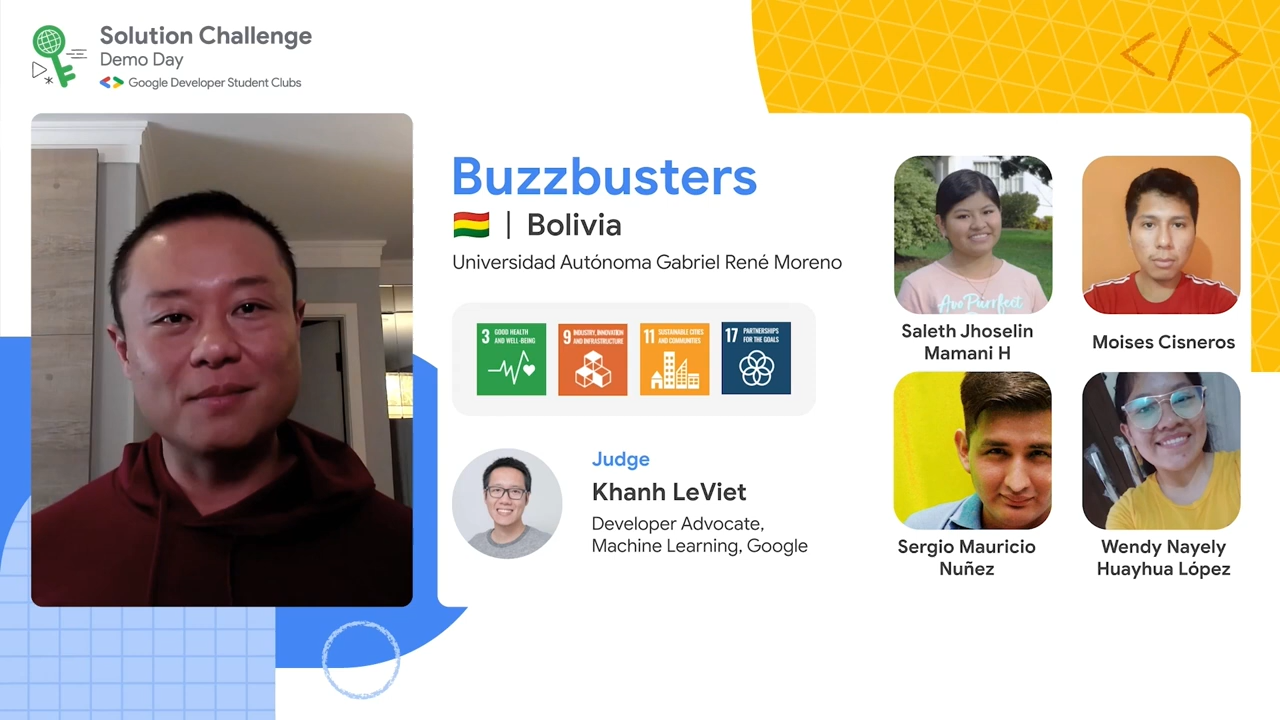 Solution Challenge
Demo Day
Google Developer Student Clubs
</>
Buzzbusters
| Bolivia
Universidad Autónoma Gabriel René Moreno
3 GOOD HEALTH
AND WELL-BEING
9 INDUSTRY, INNOVATION
AND INFRASTRUCTURE
11 SUSTAINABLE CITIES
AND COMMUNITIES
17 PARTNERSHIPS
FOR THE GOALS
Judge
Khanh LeViet
Developer Advocate,
Machine Learning, Google
Avo Purrfect
Saleth Jhoselin
Mamani H
Moises Cisneros
Sergio Mauricio
Nuñez
Wendy Nayely
Huayhua López